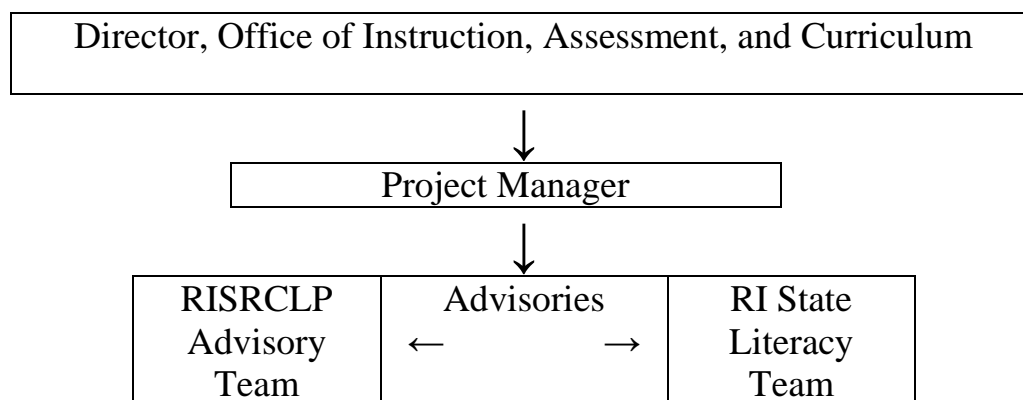 Director, Office of Instruction, Assessment, and Curriculum
↓
Project Manager
↓
RISRCLP
Advisory
Team
Advisories
← →
RI State
Literacy
Team